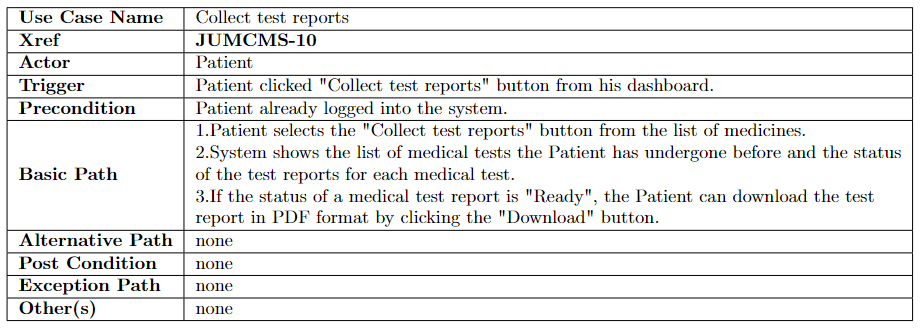 Use Case Name Collect test reports
Xref JUMCMS-10
Actor Patient
Trigger Patient clicked "Collect test reports" button from his dashboard.
Precondition Patient already logged into the system.
Basic Path
1.Patient selects the "Collect test reports" button from the list of medicines.
2.System shows the list of medical tests the Patient has undergone before and the status
of the test reports for each medical test.
3.If the status of a medical test report is "Ready", the Patient can download the test
report in PDF format by clicking the "Download" button.
Alternative Path none
Post Condition none
Exception Path none
Other(s) none